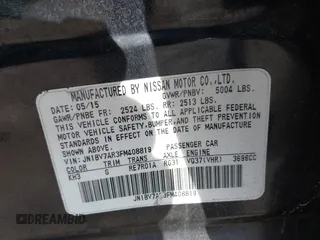 MANUFACTURED BY NISSAN MOTOR CO.,LTD.
DATE: 05/15 GVWR/PNBV: 5004 LBS.
GAWR/PNBE FR: 2524 LBS. RR: 2513 LBS.
THIS VEHICLE CONFORMS TO ALL APPLICABLE FEDERAL
MOTOR VEHICLE SAFETY, BUMPER, AND THEFT PREVENTION
STANDARDS IN EFFECT ON THE DATE OF MANUFACTURE
SHOWN ABOVE.
VIN: JN1BV7AR3FM408819 PASSENGER CAR
COLOR TRIM TRANS AXLE ENGINE
KH3 G RE7R01A RG31 VQ37(VHR) 3696CC
JN1BV7AR3FM408819
AUTOBIDMASTER